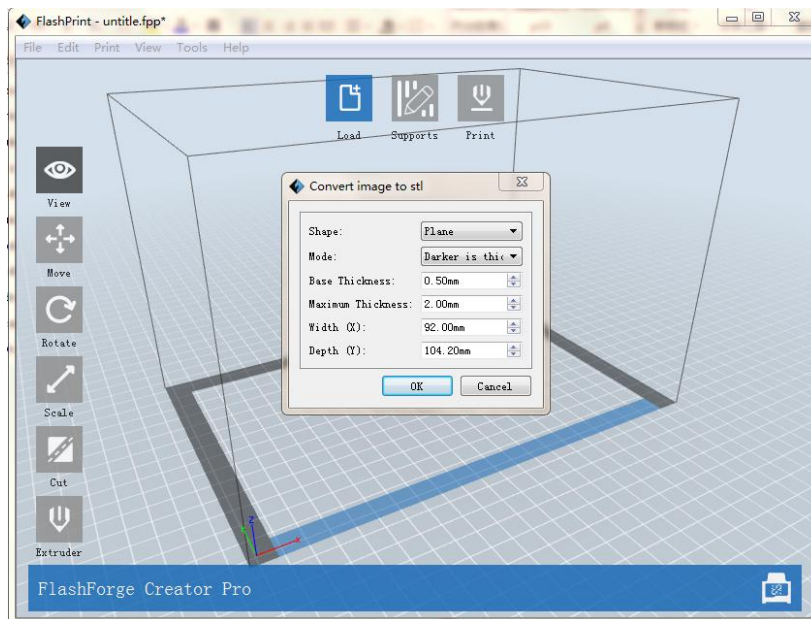 FlashPrint - untitle.fpp*
File Edit Print View Tools Help
Load Supports Print
View
Move
Rotate
Scale
Cut
Extruder
Convert image to stl
Shape: Plane
Mode: Darker is thic
Base Thickness: 0.50mm
Maximum Thickness: 2.00mm
Width (X): 92.00mm
Depth (Y): 104.20mm
OK Cancel
Z
X
FlashForge Creator Pro